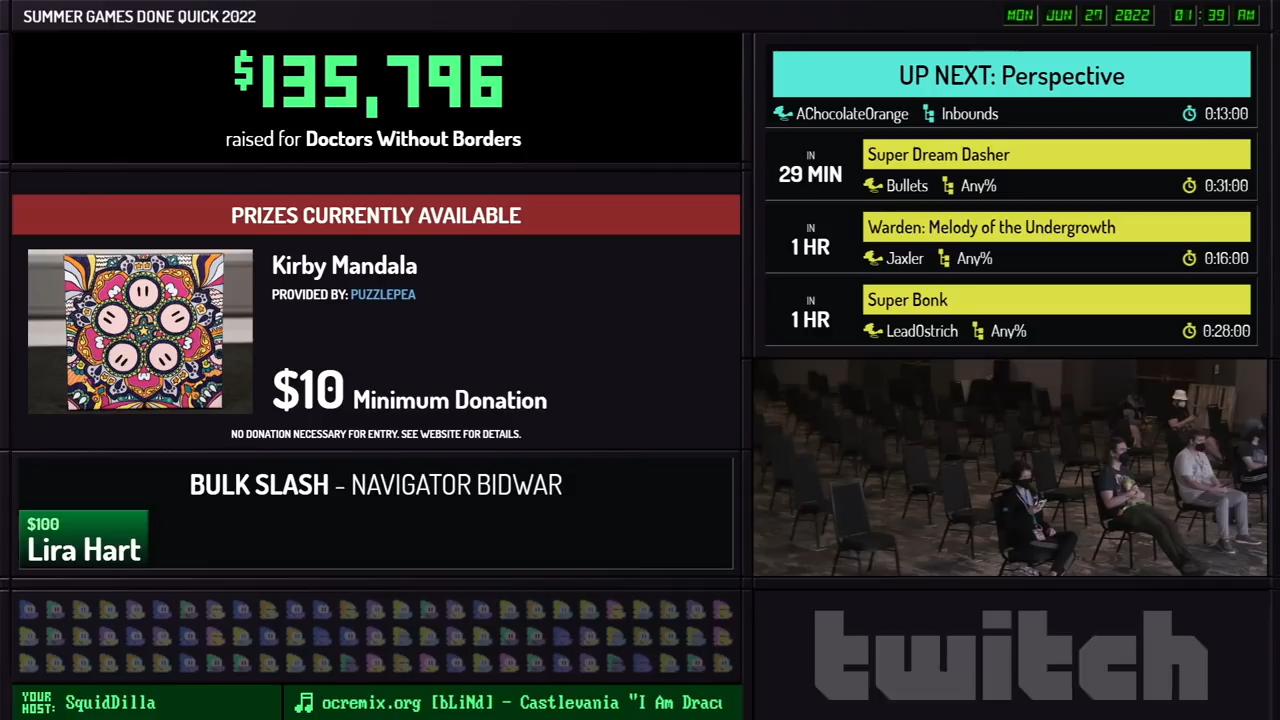 SUMMER GAMES DONE QUICK 2022
MON JUN 27 2022 01:39 AM
$135,796
raised for Doctors Without Borders
PRIZES CURRENTLY AVAILABLE
Kirby Mandala
PROVIDED BY: PUZZLEPEA
$10 Minimum Donation
NO DONATION NECESSARY FOR ENTRY. SEE WEBSITE FOR DETAILS.
BULK SLASH - NAVIGATOR BIDWAR
$100
Lira Hart
UP NEXT: Perspective
AChocolateOrange Inbounds 0:13:00
IN
29 MIN
Super Dream Dasher
Bullets Any% 0:31:00
IN
1 HR
Warden: Melody of the Undergrowth
Jaxler Any% 0:16:00
IN
1 HR
Super Bonk
LeadOstrich Any% 0:28:00
twitch
YOUR HOST: SquidDilla
ocremix.org [bLiNd] - Castlevania "I Am Dracu